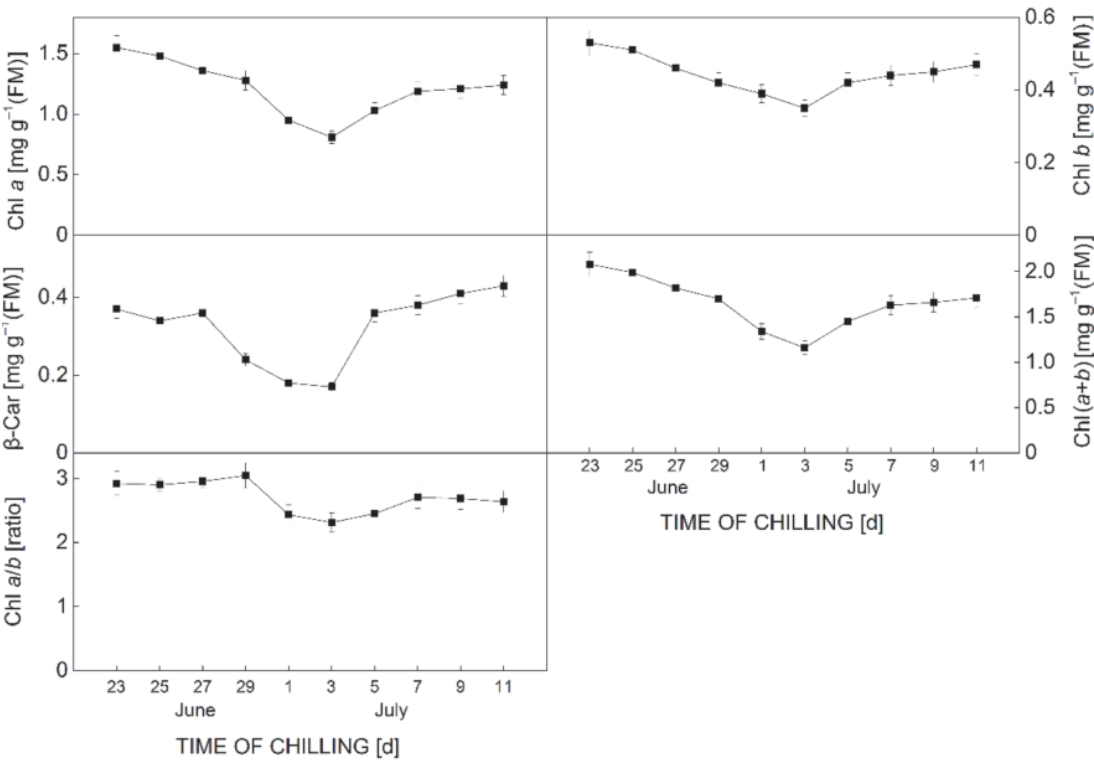 Chl a [mg g⁻¹(FM)]
1.5
1.0
0.5
0
Chl b [mg g⁻¹(FM)]
0.6
0.4
0.2
0
β-Car [mg g⁻¹(FM)]
0.4
0.2
0
Chl(a+b)[mg g⁻¹(FM)]
2.0
1.5
1.0
0.5
0
23 25 27 29 1 3 5 7 9 11
June July
TIME OF CHILLING [d]
Chl a/b [ratio]
3
2
1
0
23 25 27 29 1 3 5 7 9 11
June July
TIME OF CHILLING [d]